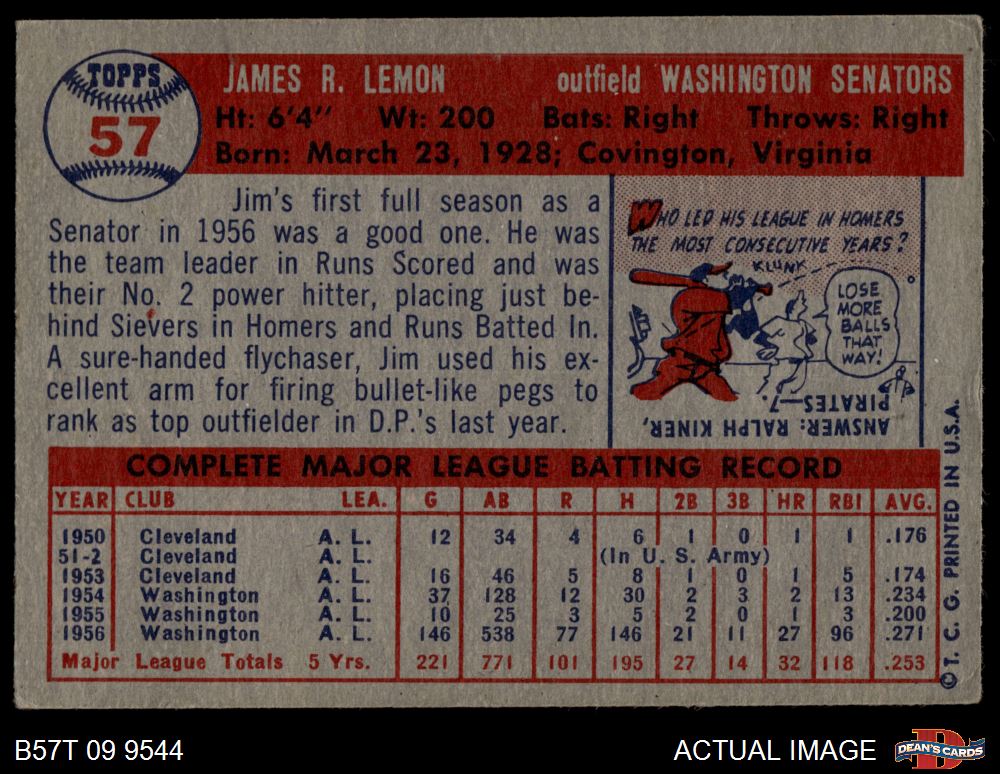 TOPPS
57
JAMES R. LEMON outfield WASHINGTON SENATORS
Ht: 6'4" Wt: 200 Bats: Right Throws: Right
Born: March 23, 1928; Covington, Virginia
Jim's first full season as a
Senator in 1956 was a good one. He was
the team leader in Runs Scored and was
their No. 2 power hitter, placing just be-
hind Sievers in Homers and Runs Batted In.
A sure-handed flychaser, Jim used his ex-
cellent arm for firing bullet-like pegs to
rank as top outfielder in D.P.'s last year.
WHO LED HIS LEAGUE IN HOMERS
THE MOST CONSECUTIVE YEARS?
KLUNK
LOSE
MORE
BALLS
THAT
WAY!
ANSWER: RALPH KINER,
PIRATES—7
COMPLETE MAJOR LEAGUE BATTING RECORD
YEAR CLUB LEA. G AB R H 2B 3B HR RBI AVG.
1950 Cleveland A. L. 12 34 4 6 1 0 1 1 .176
51-2 Cleveland A. L. (In U. S. Army)
1953 Cleveland A. L. 16 46 5 8 1 0 1 5 .174
1954 Washington A. L. 37 128 12 30 2 3 2 13 .234
1955 Washington A. L. 10 25 3 5 2 0 1 3 .200
1956 Washington A. L. 146 538 77 146 21 11 27 96 .271
Major League Totals 5 Yrs. 221 771 101 195 27 14 32 118 .253
© T. C. G. PRINTED IN U.S.A.
B57T 09 9544
ACTUAL IMAGE
DEAN'S CARDS